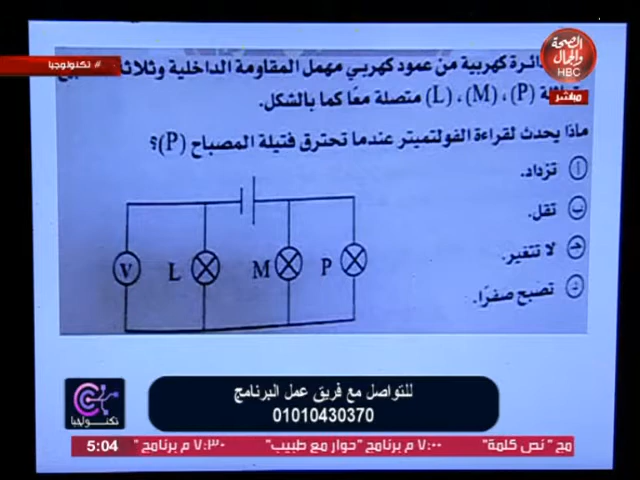 الصحة
والجمال
HBC
مباشر
# تكنولوجيا
دائرة كهربية من عمود كهربي مهمل المقاومة الداخلية وثلاثة
(P) ، (M) ، (L) متصلة معًا كما بالشكل.
ماذا يحدث لقراءة الفولتميتر عندما تحترق فتيلة المصباح (P)؟
أ تزداد.
ب تقل.
ج لا تتغير.
د تصبح صفرًا.
V L M P
للتواصل مع فريق عمل البرنامج
01010430370
تكنولوجيا
5:04
٧:٣٠ م برنامج "
٧:٠٠ م برنامج "حوار مع طبيب"
مج " نص كلمة"